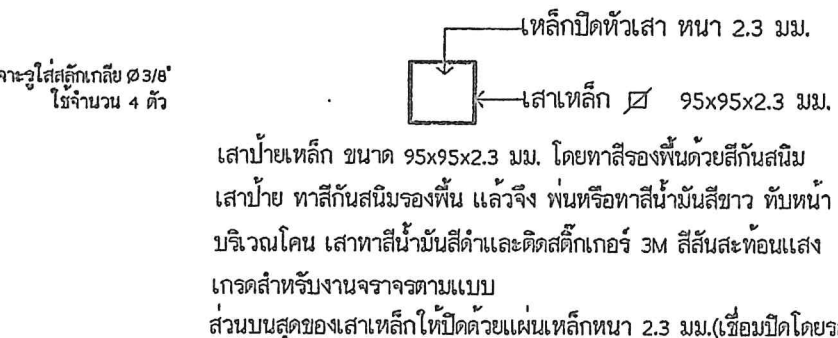 เหล็กปิดหัวเสา หนา 2.3 มม.
เจาะรูใส่สลักเกลีย Ø3/8"
ใช้จำนวน 4 ตัว
เสาเหล็ก 95x95x2.3 มม.
เสาป้ายเหล็ก ขนาด 95x95x2.3 มม. โดยทาสีรองพื้นด้วยสีกันสนิม
เสาป้าย ทาสีกันสนิมรองพื้น แล้วจึง พ่นหรือทาสีน้ำมันสีขาว ทับหน้า
บริเวณโคน เสาทาสีน้ำมันสีดำและติดสติ๊กเกอร์ 3M สีสันสะท้อนแสง
เกรดสำหรับงานจราจรตามแบบ
ส่วนบนสุดของเสาเหล็กให้ปิดด้วยแผ่นเหล็กหนา 2.3 มม.(เชื่อมปิดโดย